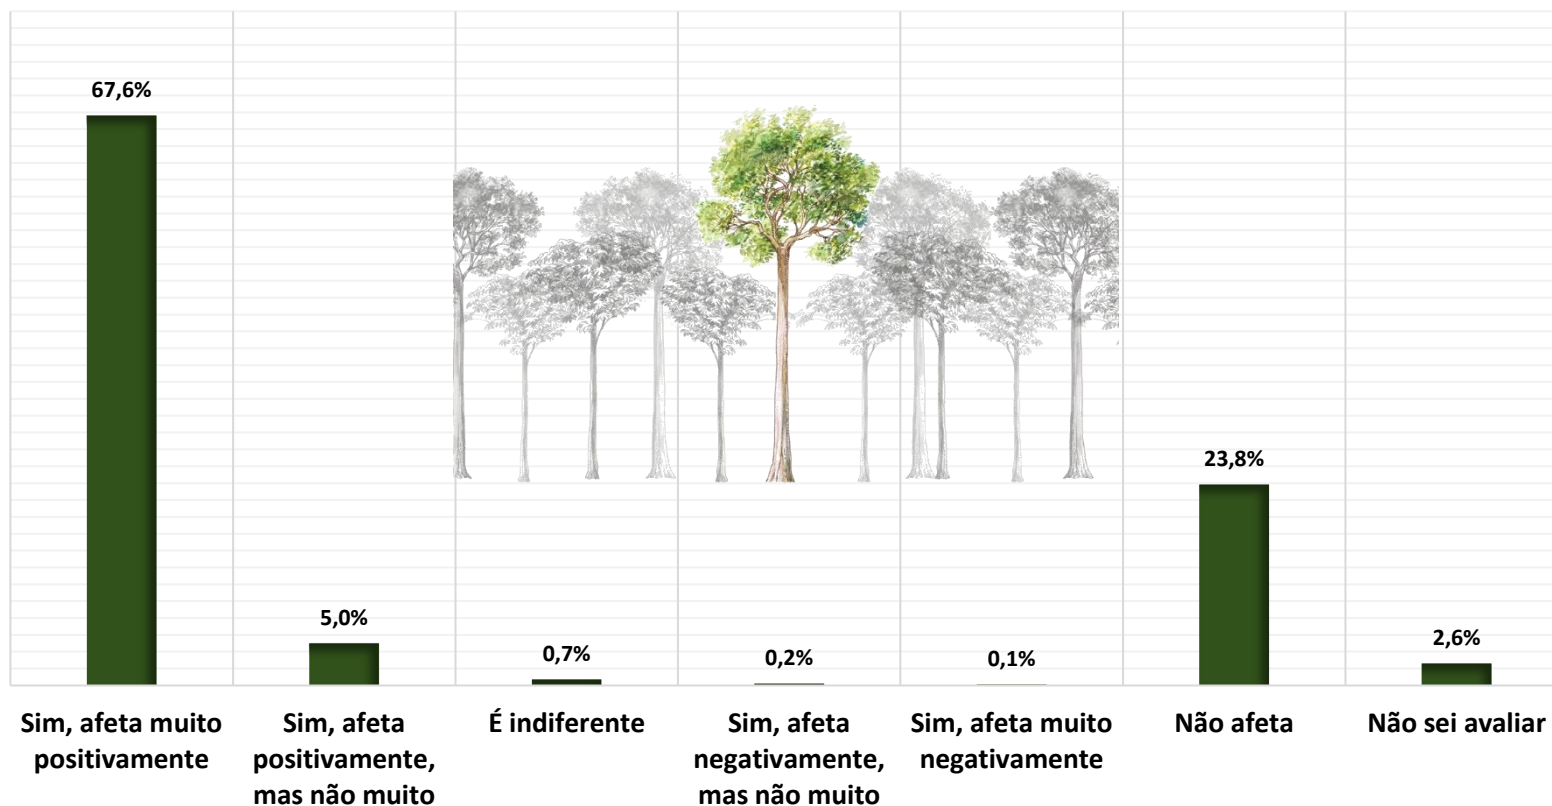 67,6%
5,0%
0,7%
0,2%
0,1%
23,8%
2,6%
Sim, afeta muito
positivamente
Sim, afeta
positivamente,
mas não muito
É indiferente
Sim, afeta
negativamente,
mas não muito
Sim, afeta muito
negativamente
Não afeta
Não sei avaliar